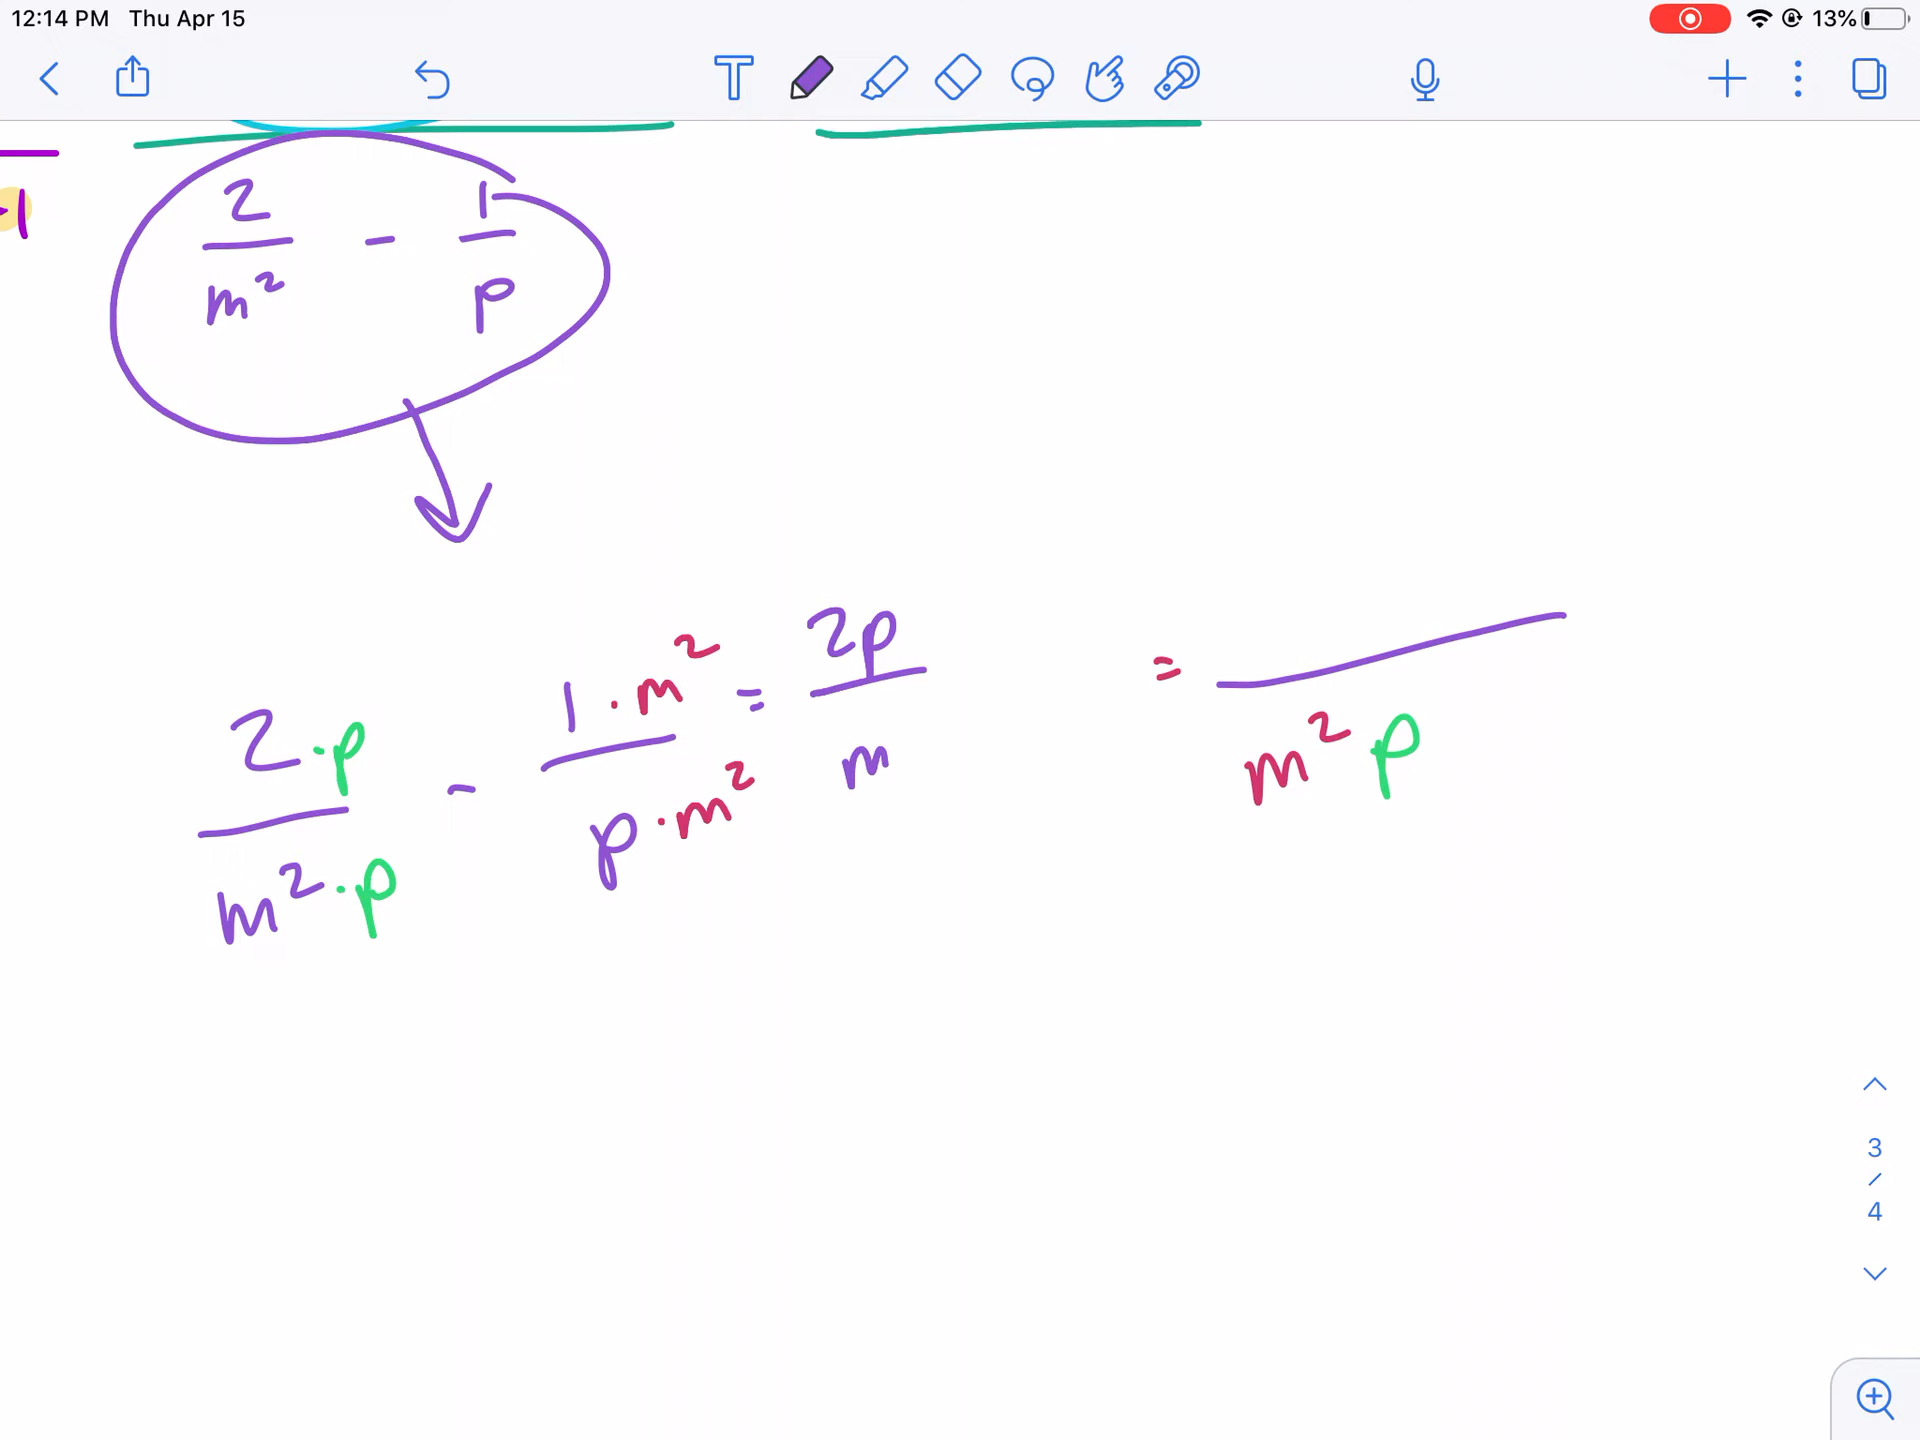 12:14 PM Thu Apr 15 13%
T
-1
2/m² - 1/p
2·p/m²·p - 1·m²/p·m² = 2p/m = /m²p
3
/
4